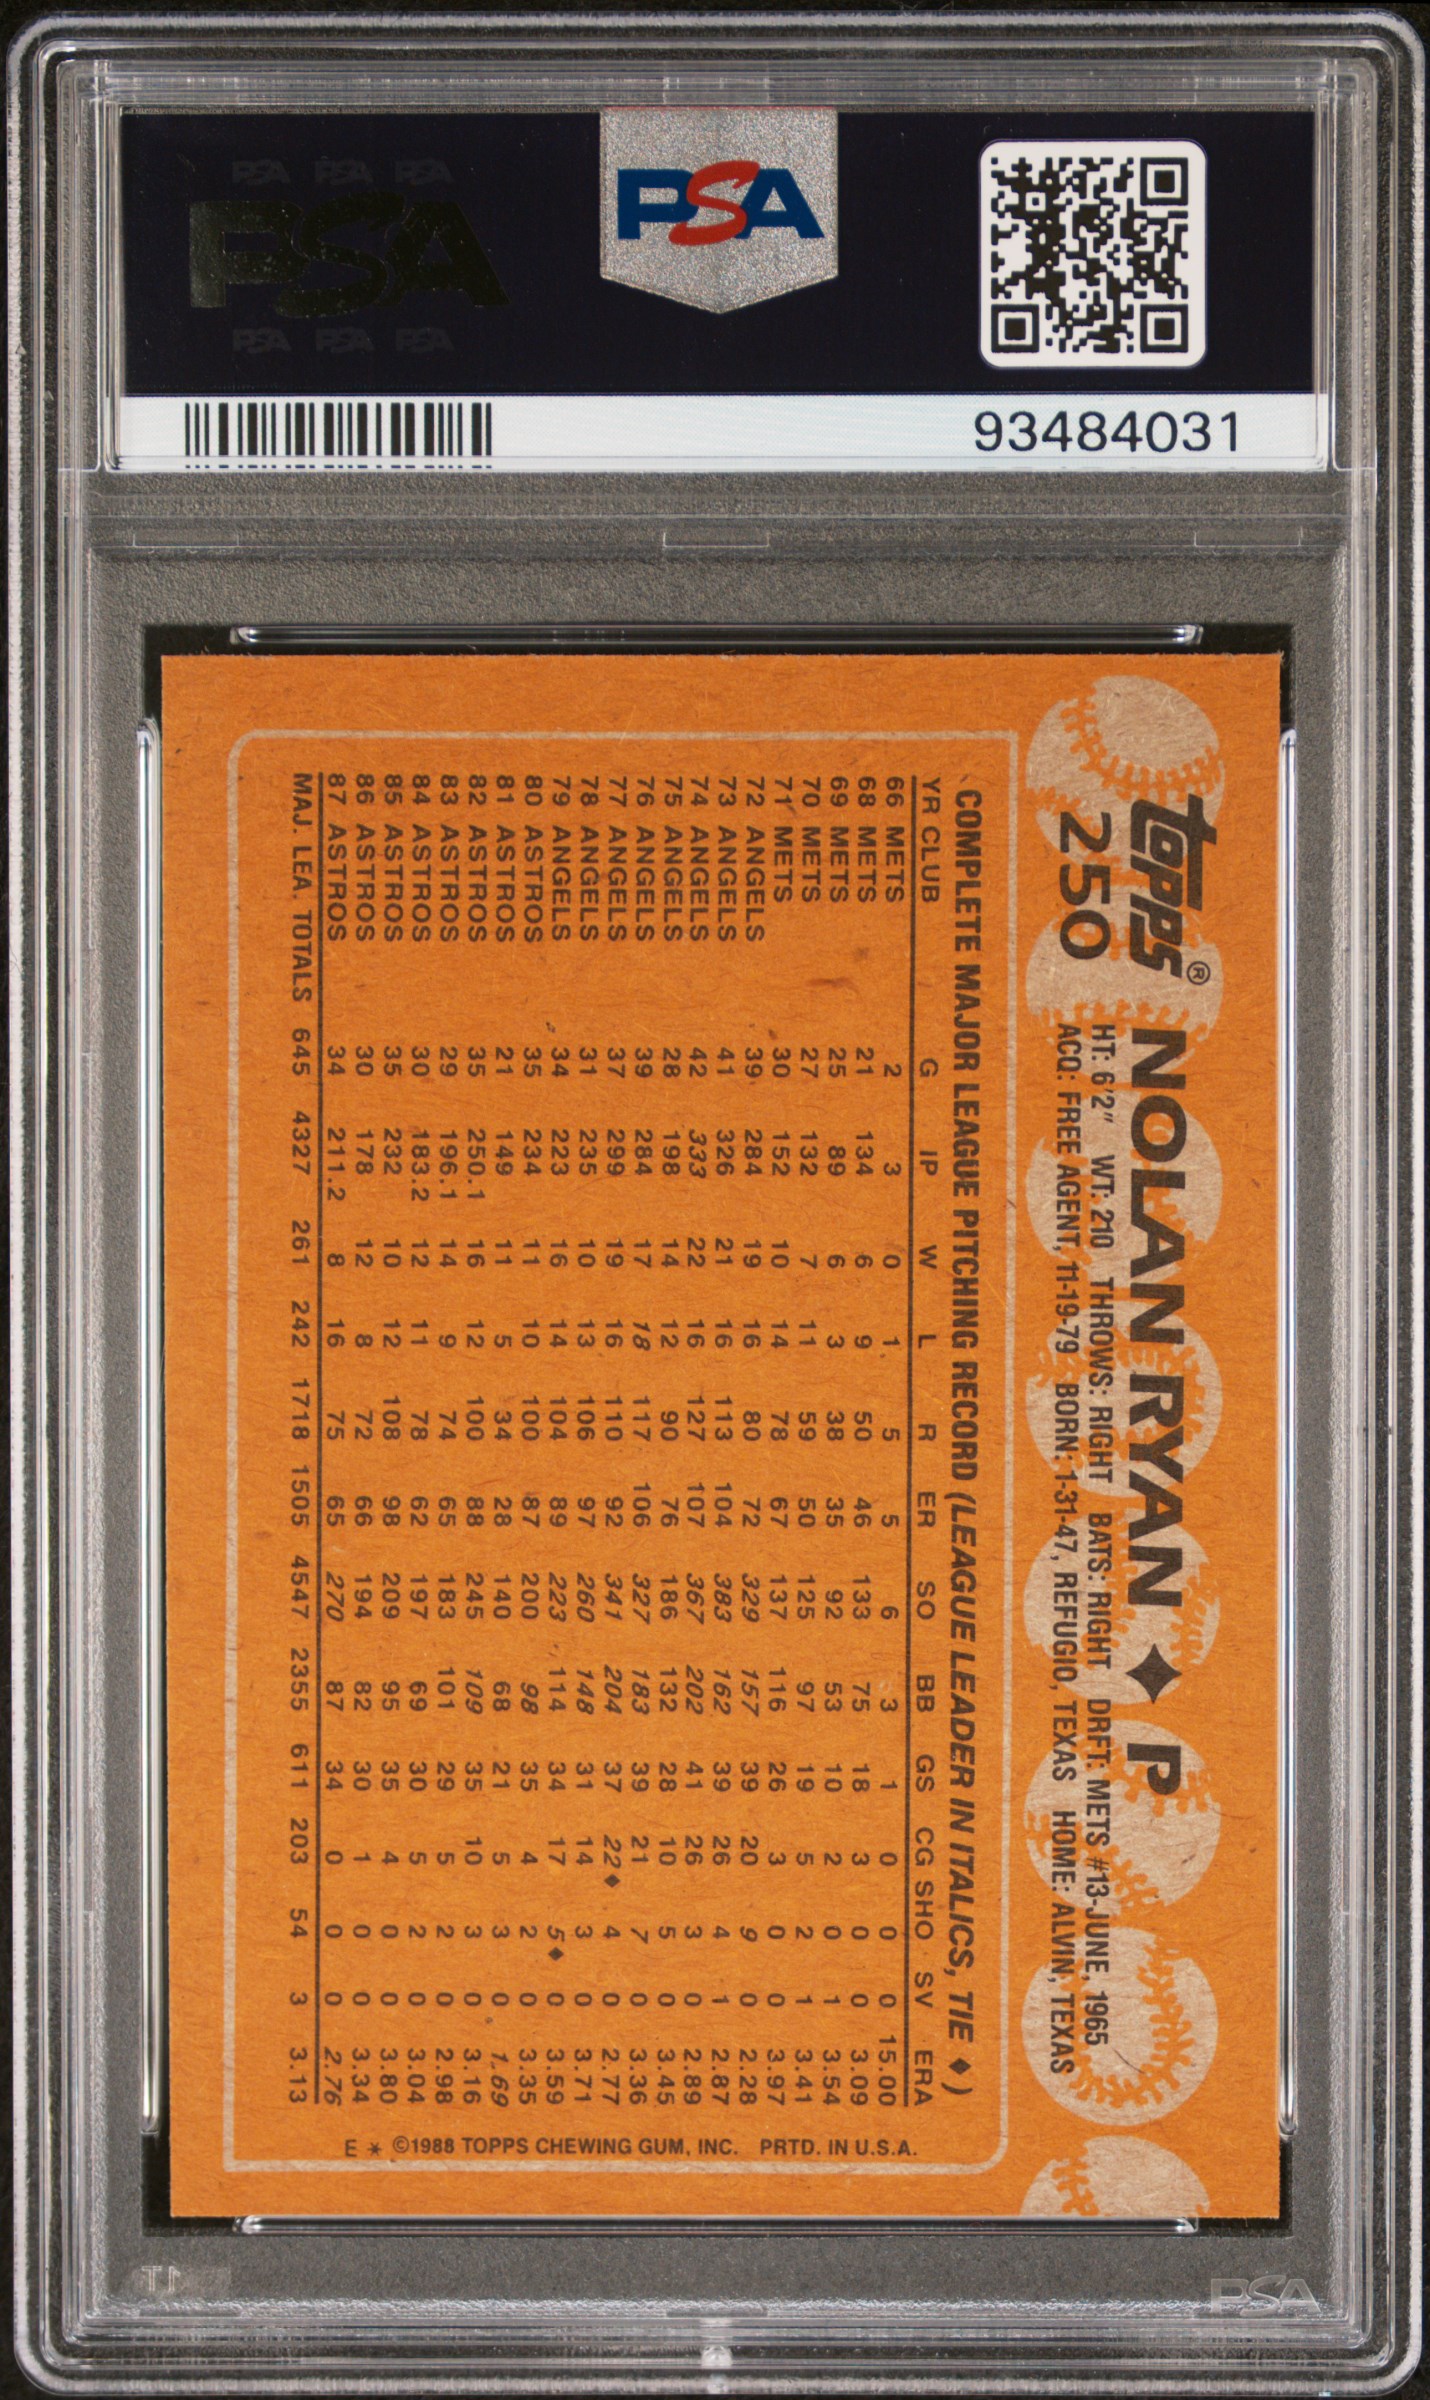 PSA PSA PSA
PSA
PSA PSA PSA
PSA
93484031
topps®
250
NOLAN RYAN ♦ P
HT: 6'2" WT: 210 THROWS: RIGHT BATS: RIGHT DRFT: METS #13-JUNE, 1965
ACQ: FREE AGENT, 11-19-79 BORN: 1-31-47, REFUGIO, TEXAS HOME: ALVIN, TEXAS
COMPLETE MAJOR LEAGUE PITCHING RECORD (LEAGUE LEADER IN ITALICS, TIE ♦)
YR CLUB G IP W L R ER SO BB GS CG SHO SV ERA
66 METS 2 3 0 1 5 5 6 3 1 0 0 0 15.00
68 METS 21 134 6 9 50 46 133 75 18 3 0 0 3.09
69 METS 25 89 6 3 38 35 92 53 10 2 0 1 3.54
70 METS 27 132 7 11 59 50 125 97 19 5 2 1 3.41
71 METS 30 152 10 14 78 67 137 116 26 3 0 0 3.97
72 ANGELS 39 284 19 16 80 72 329 157 39 20 9 0 2.28
73 ANGELS 41 326 21 16 113 104 383 162 39 26 4 1 2.87
74 ANGELS 42 333 22 16 127 107 367 202 41 26 3 0 2.89
75 ANGELS 28 198 14 12 90 76 186 132 28 10 5 0 3.45
76 ANGELS 39 284 17 18 117 106 327 183 39 21 7 0 3.36
77 ANGELS 37 299 19 16 110 92 341 204 37 22♦ 4 0 2.77
78 ANGELS 31 235 10 13 106 97 260 148 31 14 3 0 3.71
79 ANGELS 34 223 16 14 104 89 223 114 34 17 5♦ 0 3.59
80 ASTROS 35 234 11 10 100 87 200 98 35 4 2 0 3.35
81 ASTROS 21 149 11 5 34 28 140 68 21 5 3 0 1.69
82 ASTROS 35 250.1 16 12 100 88 245 109 35 10 3 0 3.16
83 ASTROS 29 196.1 14 9 74 65 183 101 29 5 2 0 2.98
84 ASTROS 30 183.2 12 11 78 62 197 69 30 5 2 0 3.04
85 ASTROS 35 232 10 12 108 98 209 95 35 4 0 0 3.80
86 ASTROS 30 178 12 8 72 66 194 82 30 1 0 0 3.34
87 ASTROS 34 211.2 8 16 75 65 270 87 34 0 0 0 2.76
MAJ. LEA. TOTALS 645 4327 261 242 1718 1505 4547 2355 611 203 54 3 3.13
E * ©1988 TOPPS CHEWING GUM, INC. PRTD. IN U.S.A.
PSA